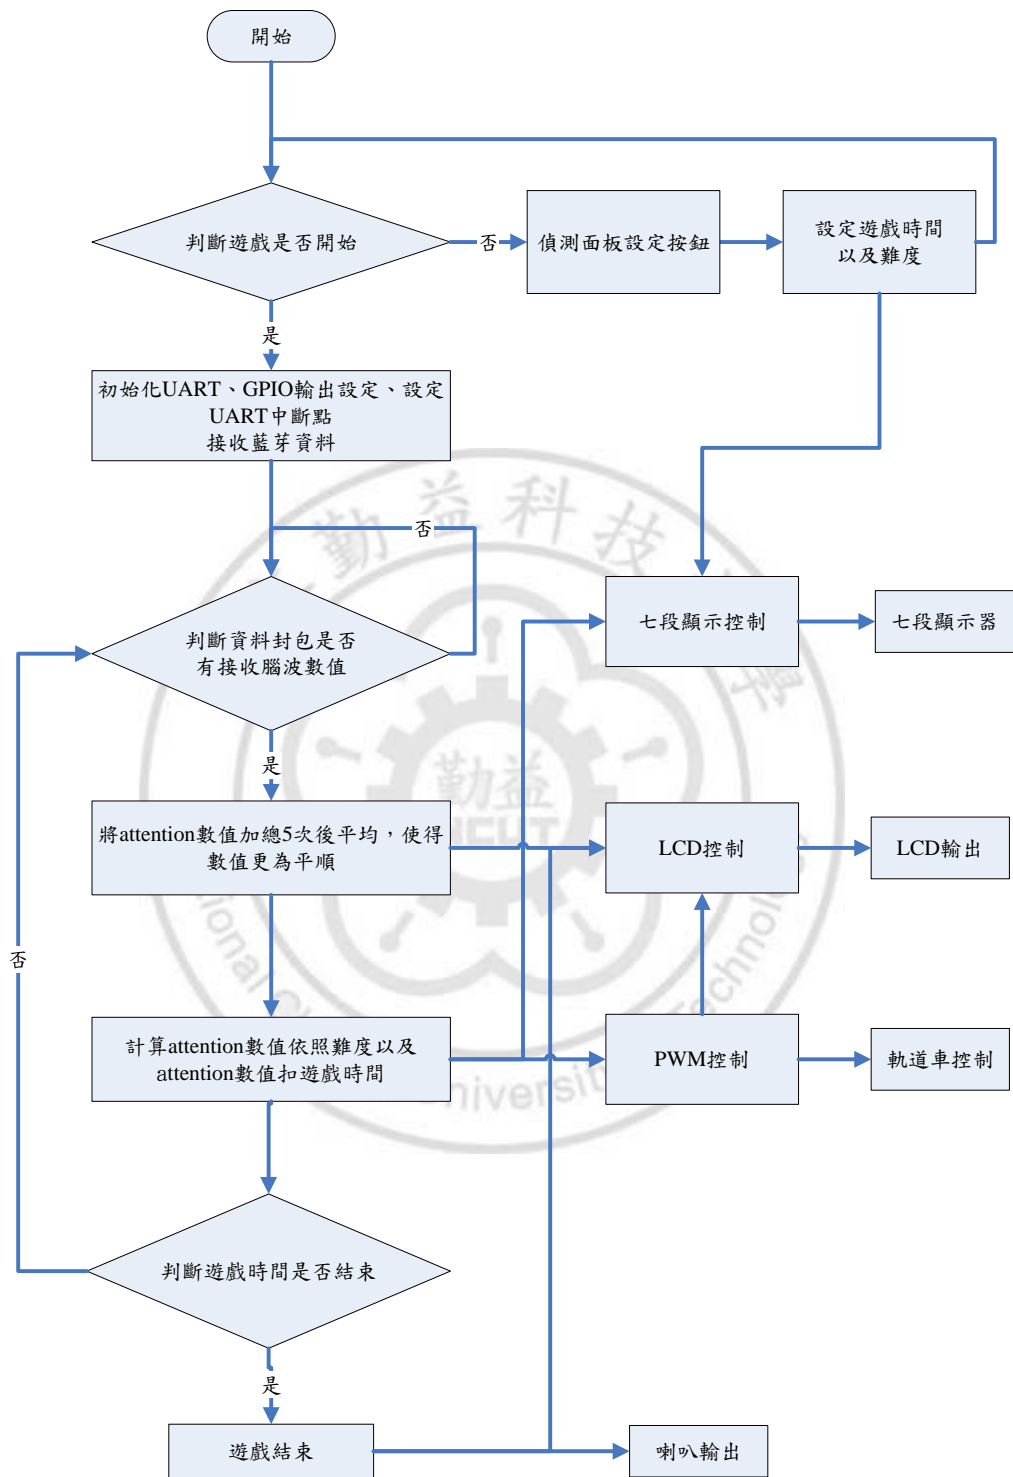 開始
判斷遊戲是否開始
否
偵測面板設定按鈕
設定遊戲時間
以及難度
是
初始化UART、GPIO輸出設定、設定
UART中斷點
接收藍芽資料
否
判斷資料封包是否
有接收腦波數值
七段顯示控制
七段顯示器
是
將attention數值加總5次後平均，使得
數值更為平順
LCD控制
LCD輸出
否
計算attention數值依照難度以及
attention數值扣遊戲時間
PWM控制
軌道車控制
判斷遊戲時間是否結束
是
遊戲結束
喇叭輸出
勤益科技
學
勤益